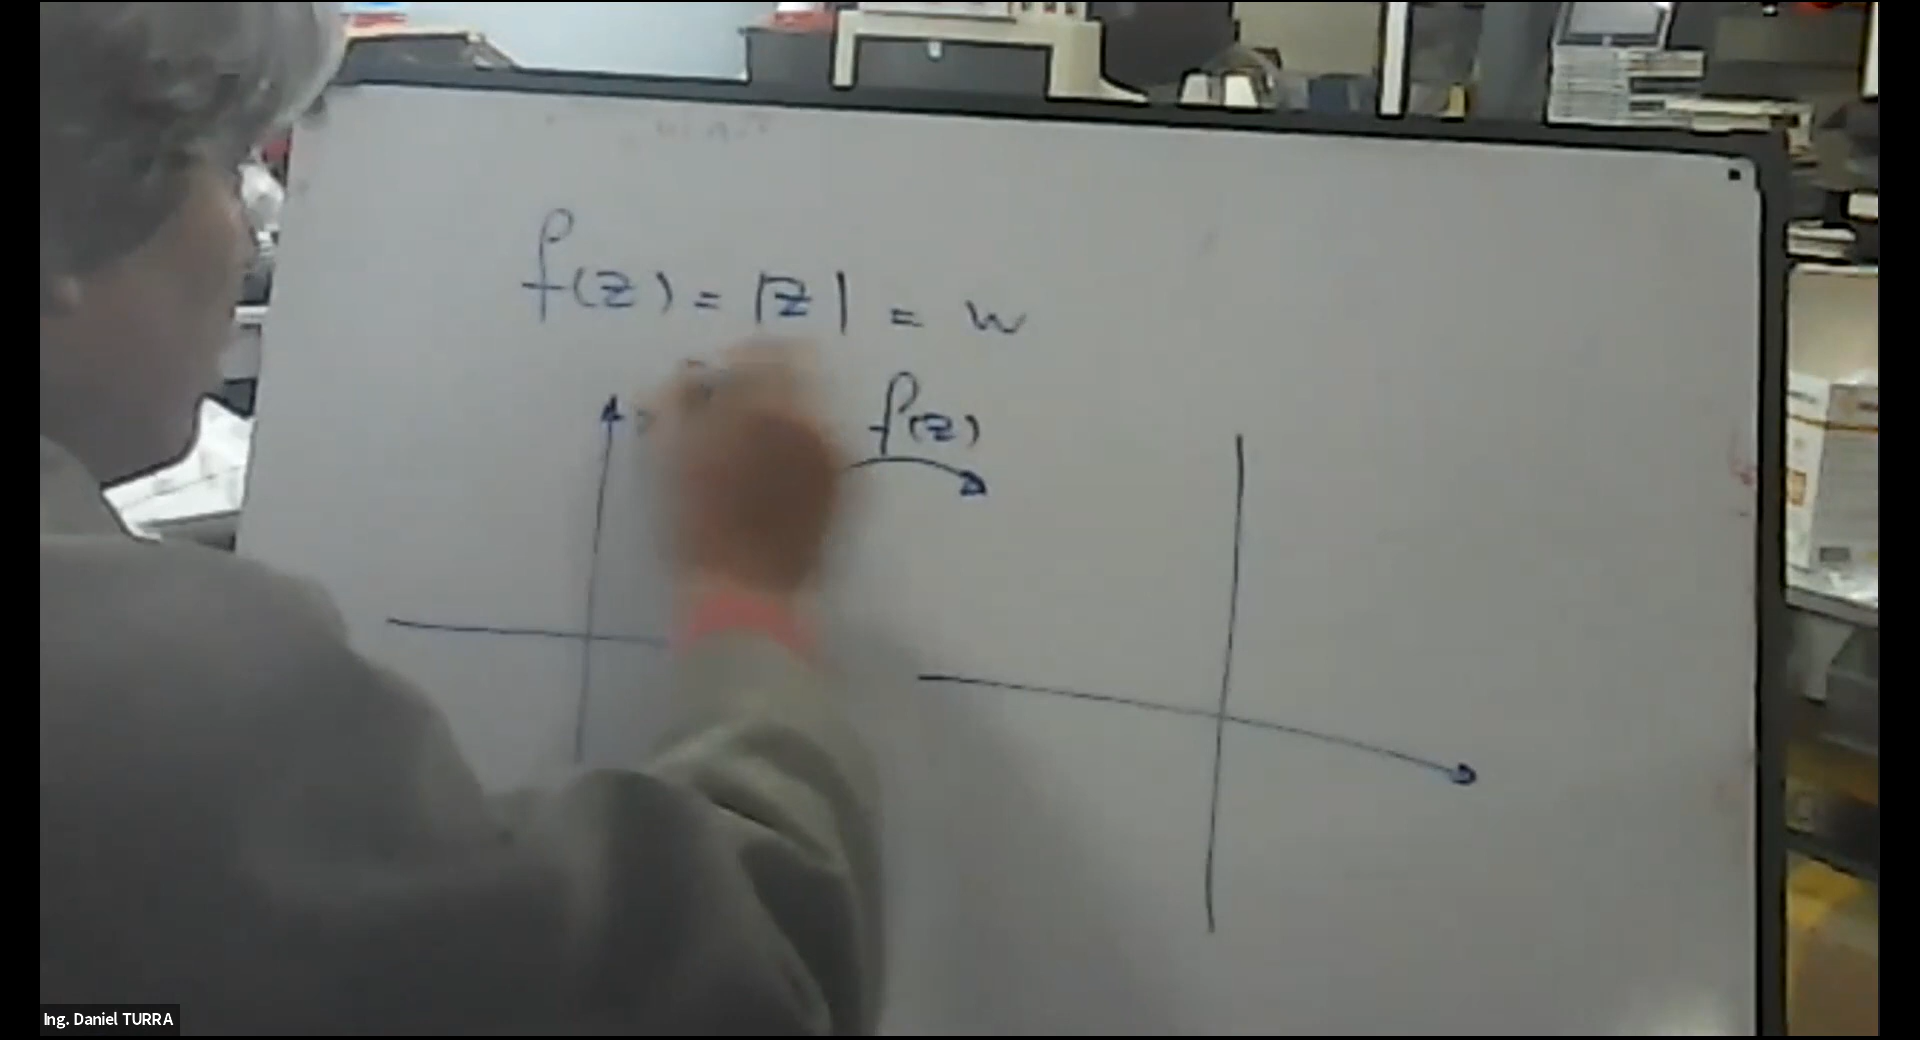 f(z) = |z| = w
f(z)
Ing. Daniel TURRA